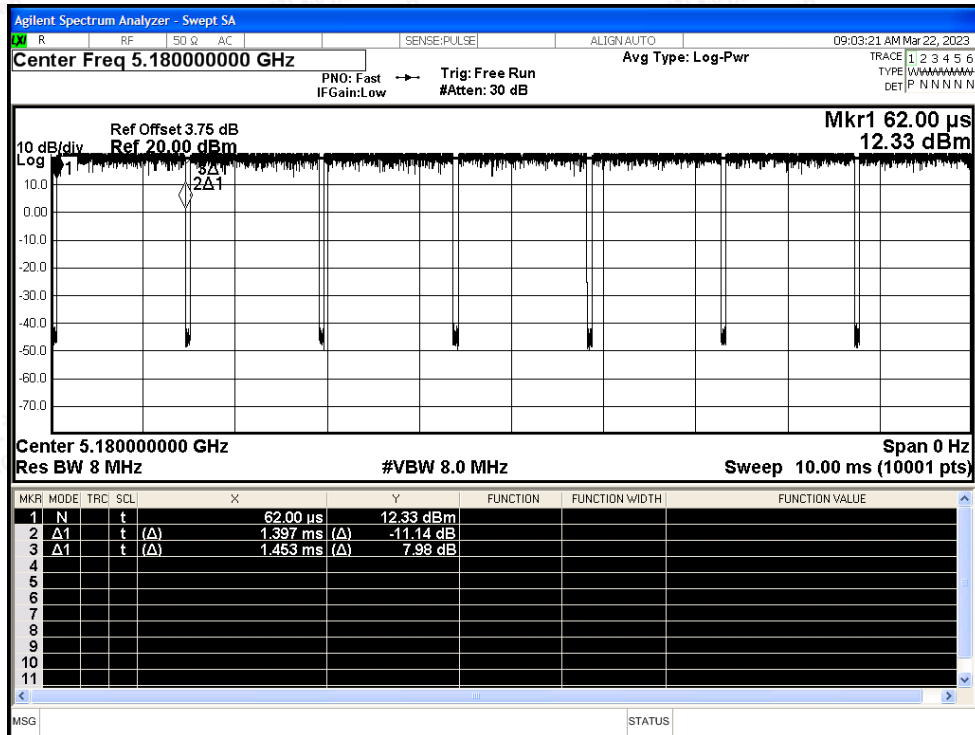 Agilent Spectrum Analyzer - Swept SA
LXI R RF 50 Ω AC SENSE:PULSE ALIGN AUTO 09:03:21 AM Mar 22, 2023
Center Freq 5.180000000 GHz
PNO: Fast
IFGain:Low
Trig: Free Run
#Atten: 30 dB
Avg Type: Log-Pwr
TRACE 1 2 3 4 5 6
TYPE WWWWWW
DET P N N N N N
Ref Offset 3.75 dB
10 dB/div Ref 20.00 dBm
Log
Mkr1 62.00 µs
12.33 dBm
1
3Δ1
2Δ1
10.0
0.00
-10.0
-20.0
-30.0
-40.0
-50.0
-60.0
-70.0
Center 5.180000000 GHz Span 0 Hz
Res BW 8 MHz #VBW 8.0 MHz Sweep 10.00 ms (10001 pts)
MKR MODE TRC SCL X Y FUNCTION FUNCTION WIDTH FUNCTION VALUE
1 N t 62.00 µs 12.33 dBm
2 Δ1 t (Δ) 1.397 ms (Δ) -11.14 dB
3 Δ1 t (Δ) 1.453 ms (Δ) 7.98 dB
4
5
6
7
8
9
10
11
MSG STATUS